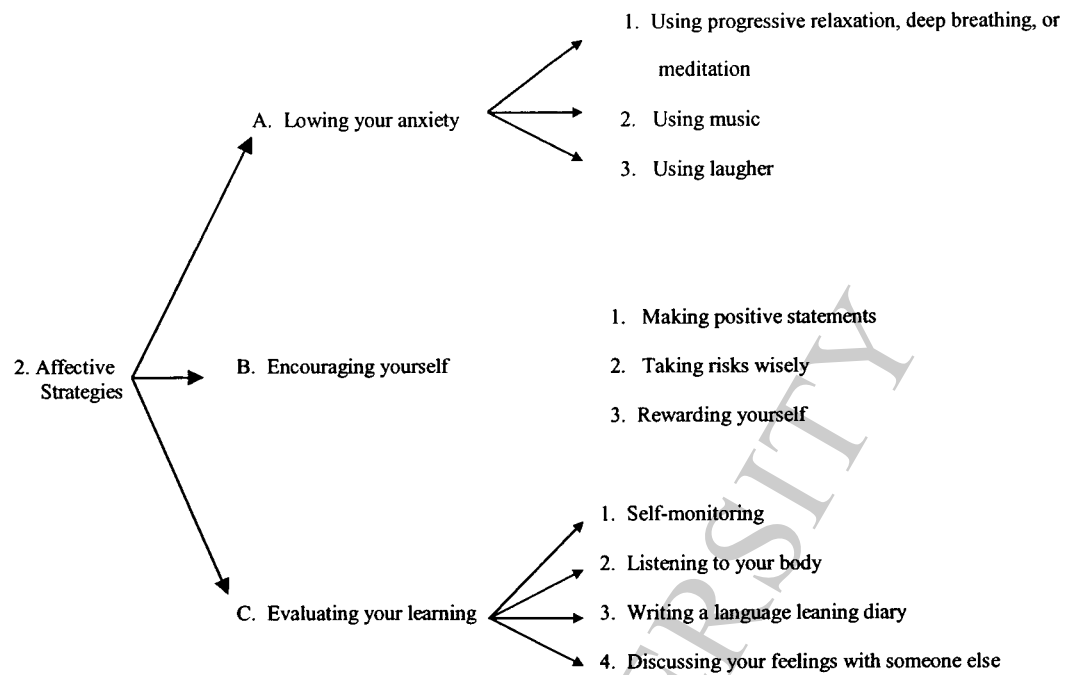 1. Using progressive relaxation, deep breathing, or
meditation
A. Lowing your anxiety
2. Using music
3. Using laugher
1. Making positive statements
2. Affective
Strategies
B. Encouraging yourself
2. Taking risks wisely
3. Rewarding yourself
1. Self-monitoring
2. Listening to your body
C. Evaluating your learning
3. Writing a language leaning diary
4. Discussing your feelings with someone else
ERSITY